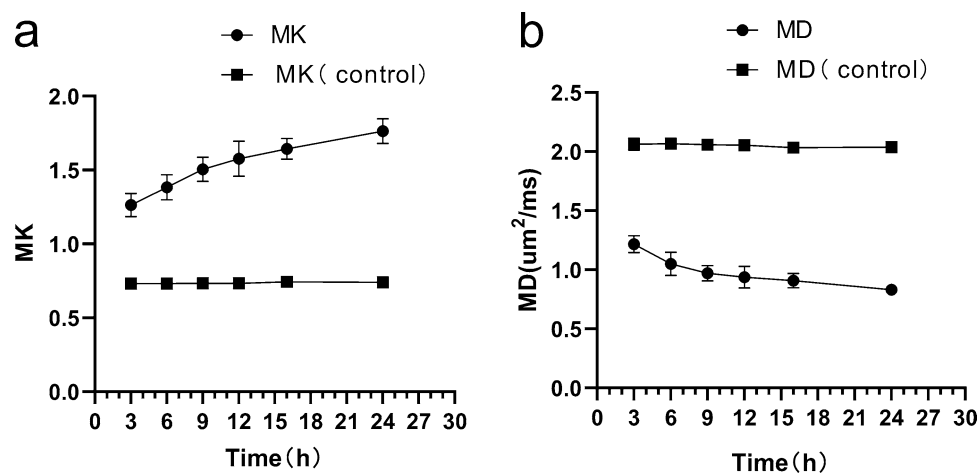 a
MK
MK( control)
2.0
1.5
1.0
0.5
0.0
MK
0 3 6 9 12 15 18 21 24 27 30
Time(h)
b
MD
MD( control)
2.5
2.0
1.5
1.0
0.5
0.0
MD(um²/ms)
0 3 6 9 12 15 18 21 24 27 30
Time(h)